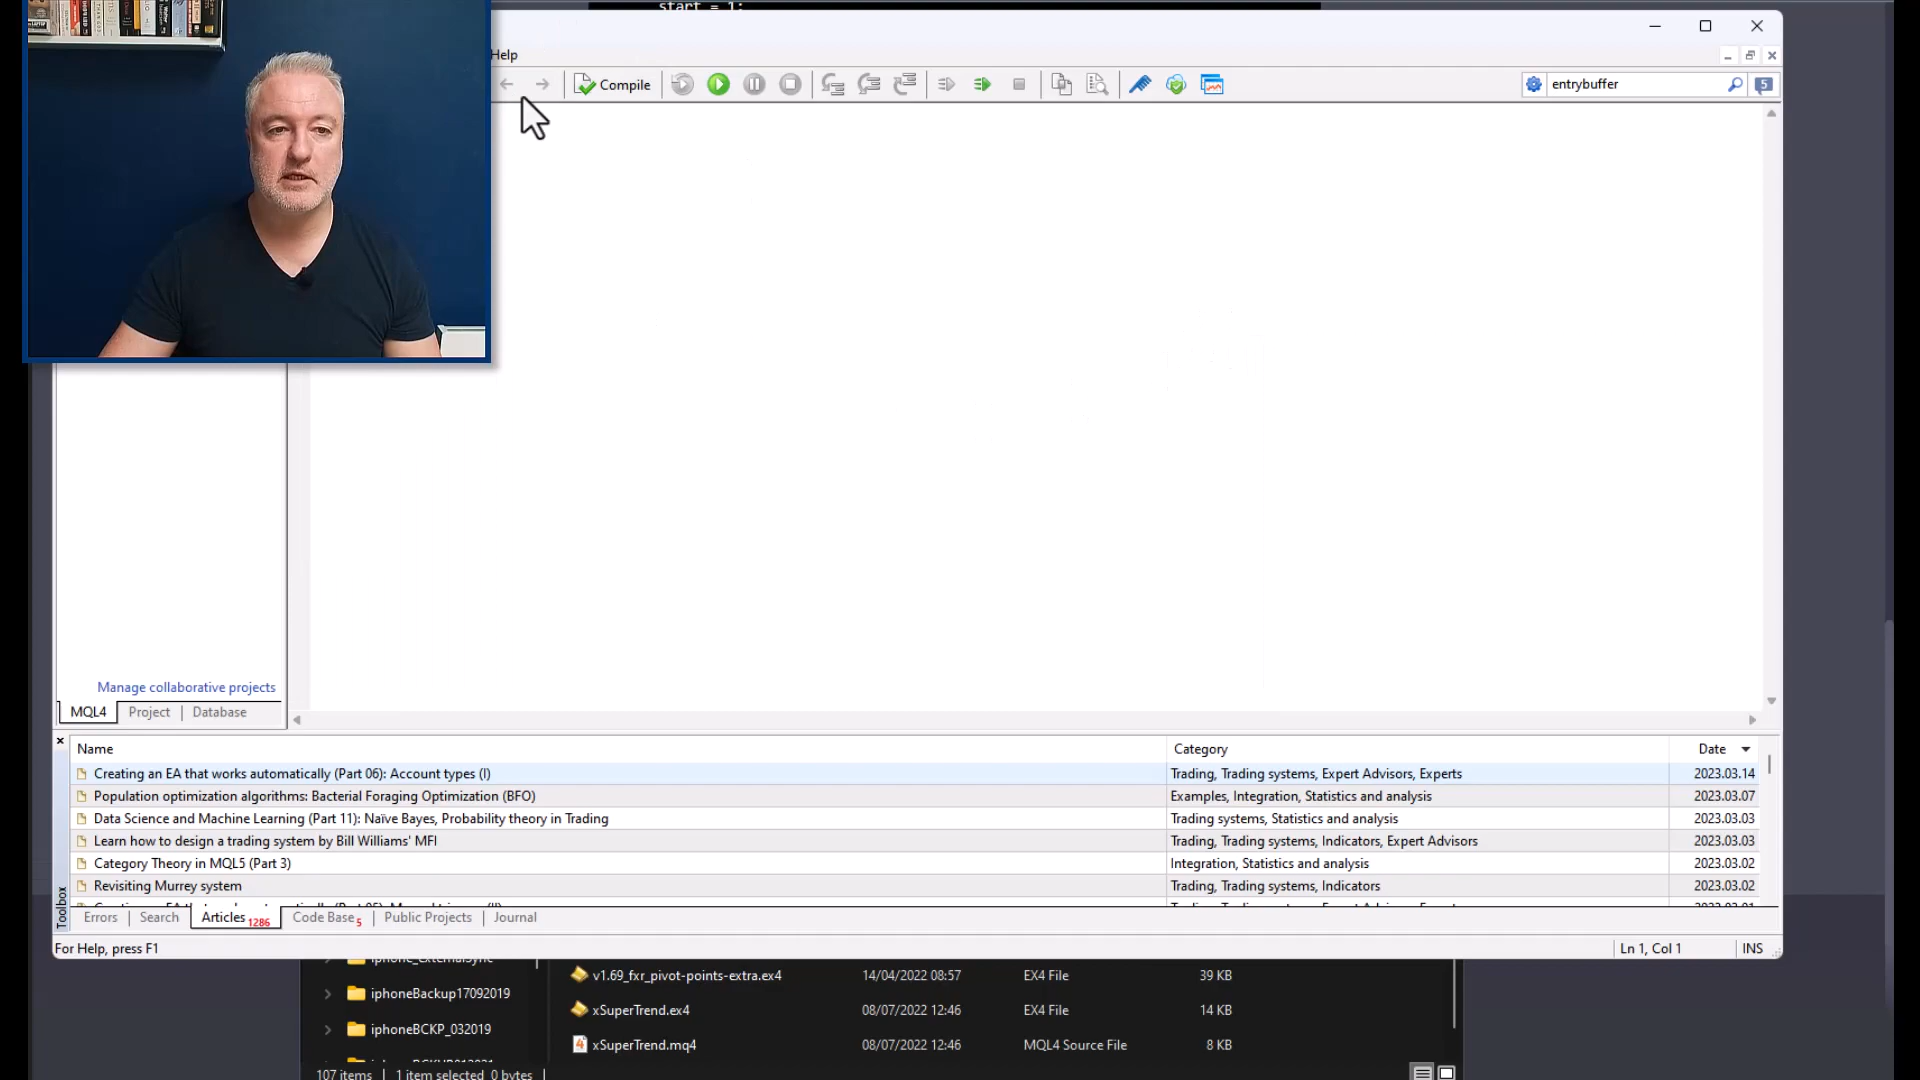 start = 1;
Help
Compile
entrybuffer
5
Manage collaborative projects
MQL4 Project Database
Name Category Date
Creating an EA that works automatically (Part 06): Account types (I) Trading, Trading systems, Expert Advisors, Experts 2023.03.14
Population optimization algorithms: Bacterial Foraging Optimization (BFO) Examples, Integration, Statistics and analysis 2023.03.07
Data Science and Machine Learning (Part 11): Naïve Bayes, Probability theory in Trading Trading systems, Statistics and analysis 2023.03.03
Learn how to design a trading system by Bill Williams' MFI Trading, Trading systems, Indicators, Expert Advisors 2023.03.03
Category Theory in MQL5 (Part 3) Integration, Statistics and analysis 2023.03.02
Revisiting Murrey system Trading, Trading systems, Indicators 2023.03.02
Toolbox
Errors Search Articles 1286 Code Base 5 Public Projects Journal
For Help, press F1 Ln 1, Col 1 INS
v1.69_fxr_pivot-points-extra.ex4 14/04/2022 08:57 EX4 File 39 KB
iphoneBackup17092019
xSuperTrend.ex4 08/07/2022 12:46 EX4 File 14 KB
iphoneBCKP_032019
xSuperTrend.mq4 08/07/2022 12:46 MQL4 Source File 8 KB
107 items 1 item selected 0 bytes